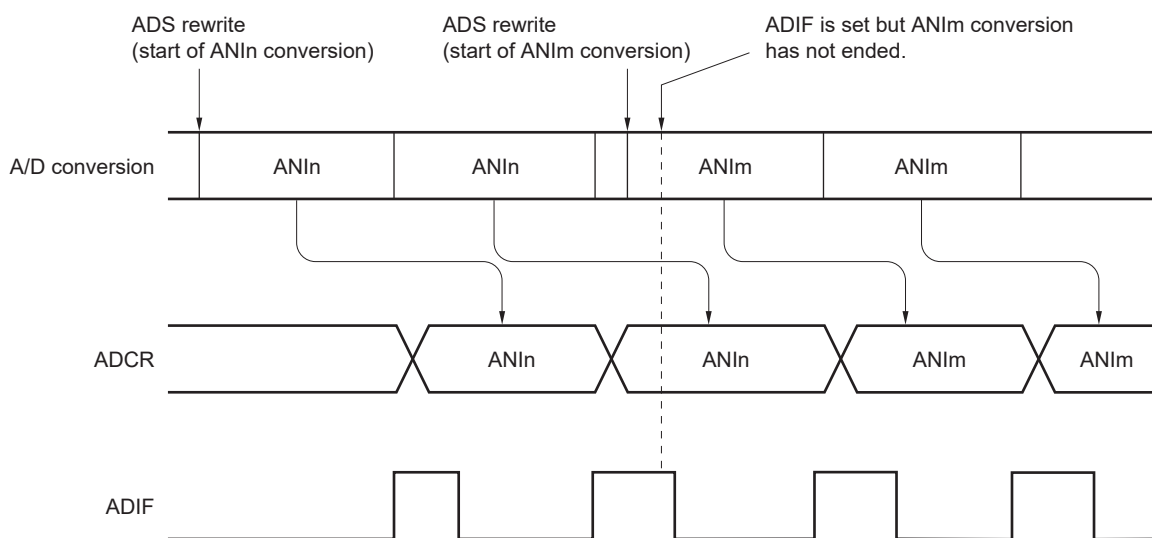 ADS rewrite
(start of ANIn conversion)
ADS rewrite
(start of ANIm conversion)
ADIF is set but ANIm conversion
has not ended.
A/D conversion
ANIn
ANIn
ANIm
ANIm
ADCR
ANIn
ANIn
ANIm
ANIm
ADIF